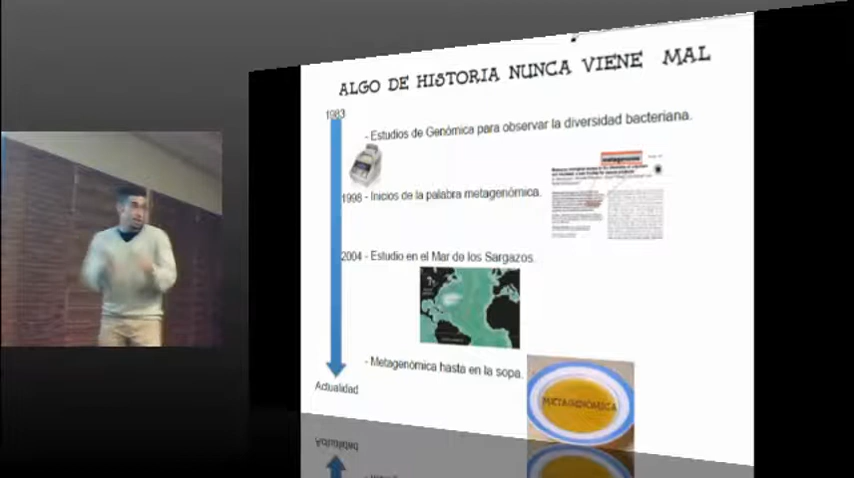 ALGO DE HISTORIA NUNCA VIENE MAL
1983
- Estudios de Genómica para observar la diversidad bacteriana.
metagenomics
1998 - Inicios de la palabra metagenómica.
2004 - Estudio en el Mar de los Sargazos.
- Metagenómica hasta en la sopa.
METAGENÓMICA
Actualidad